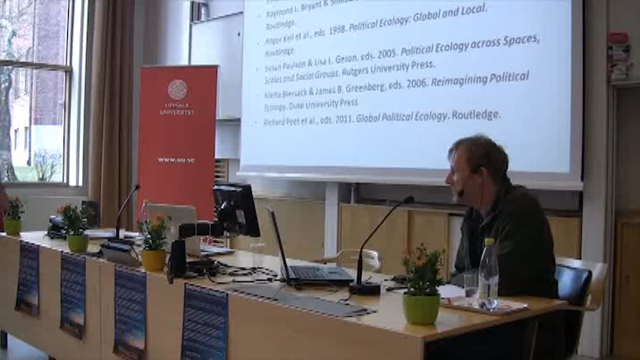 Raymond L. Bryant &
Routledge.
Roger Keil et al., eds. 1998. Political Ecology: Global and Local.
Routledge.
Susan Paulson & Lisa L. Gezon. eds. 2005. Political Ecology across Spaces,
Scales and Social Groups. Rutgers University Press.
Aletta Biersack & James B. Greenberg, eds. 2006. Reimagining Political
Ecology. Duke University Press
Richard Peet et al., eds. 2011. Global Political Ecology. Routledge.
UPPSALA
UNIVERSITET
www.uu.se